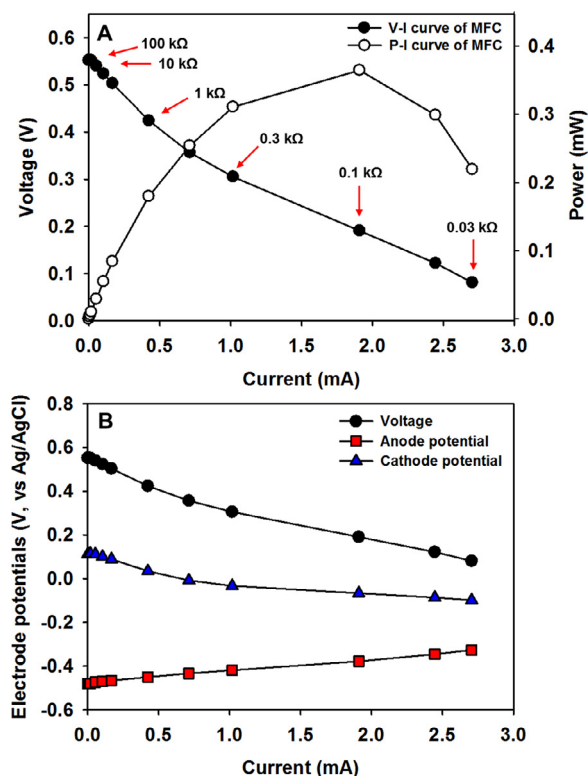 A
V-I curve of MFC
P-I curve of MFC
0.6
0.5
0.4
0.3
0.2
0.1
0.0
Voltage (V)
0.4
0.3
0.2
0.1
0.0
Power (mW)
100 kΩ
10 kΩ
1 kΩ
0.3 kΩ
0.1 kΩ
0.03 kΩ
0.0 0.5 1.0 1.5 2.0 2.5 3.0
Current (mA)
B
Voltage
Anode potential
Cathode potential
0.8
0.6
0.4
0.2
0.0
-0.2
-0.4
-0.6
Electrode potentials (V, vs Ag/AgCl)
0.0 0.5 1.0 1.5 2.0 2.5 3.0
Current (mA)